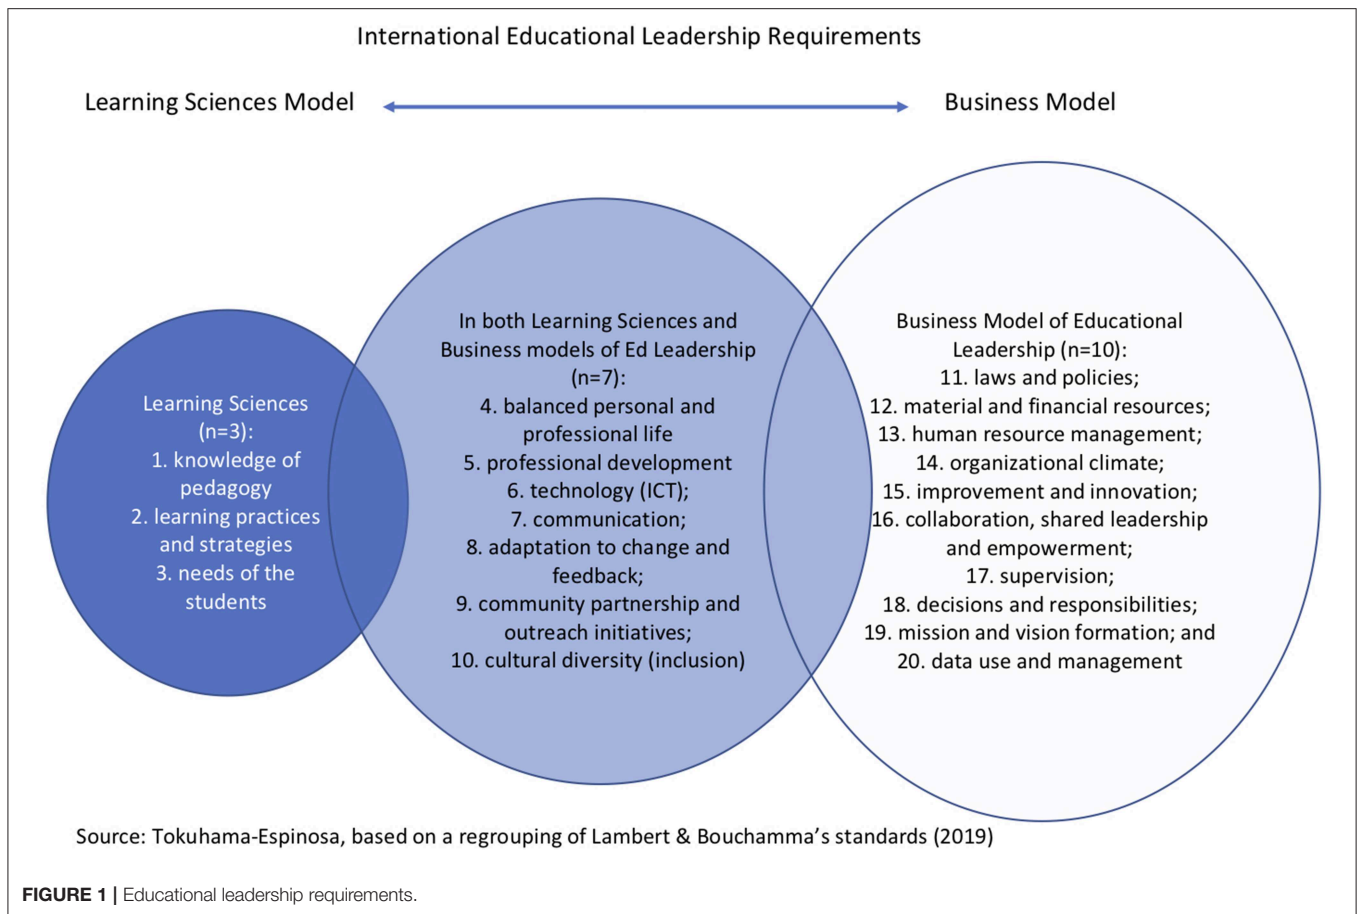 International Educational Leadership Requirements
Learning Sciences Model
Business Model
Learning Sciences
(n=3):
1. knowledge of
pedagogy
2. learning practices
and strategies
3. needs of the
students
In both Learning Sciences and
Business models of Ed Leadership
(n=7):
4. balanced personal and
professional life
5. professional development
6. technology (ICT);
7. communication;
8. adaptation to change and
feedback;
9. community partnership and
outreach initiatives;
10. cultural diversity (inclusion)
Business Model of Educational
Leadership (n=10):
11. laws and policies;
12. material and financial resources;
13. human resource management;
14. organizational climate;
15. improvement and innovation;
16. collaboration, shared leadership
and empowerment;
17. supervision;
18. decisions and responsibilities;
19. mission and vision formation; and
20. data use and management
Source: Tokuhama-Espinosa, based on a regrouping of Lambert & Bouchamma’s standards (2019)
FIGURE 1 | Educational leadership requirements.